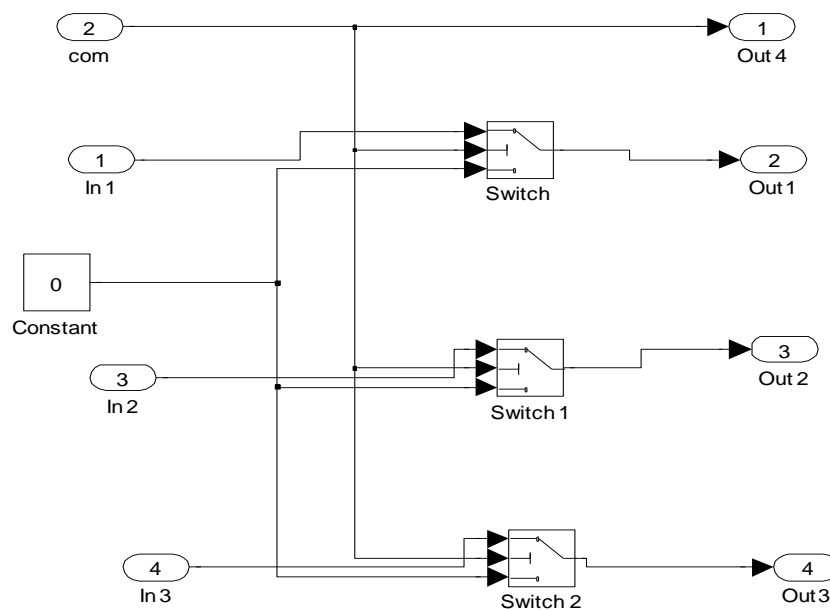 2
com
1
Out 4
1
In 1
Switch
2
Out 1
0
Constant
3
In 2
Switch 1
3
Out 2
4
In 3
Switch 2
4
Out 3